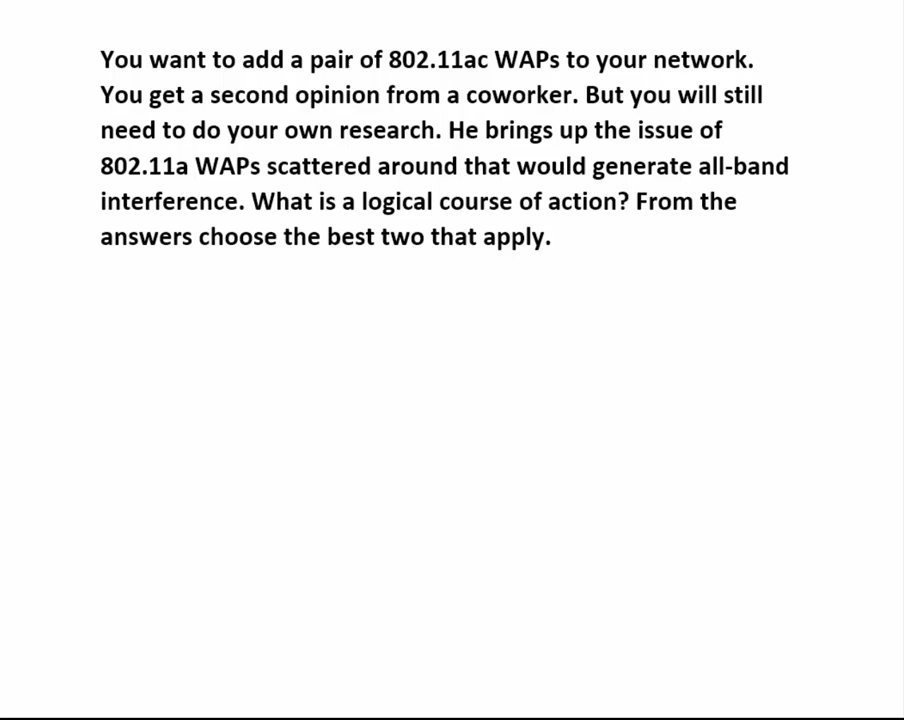 You want to add a pair of 802.11ac WAPs to your network.
You get a second opinion from a coworker. But you will still
need to do your own research. He brings up the issue of
802.11a WAPs scattered around that would generate all-band
interference. What is a logical course of action? From the
answers choose the best two that apply.